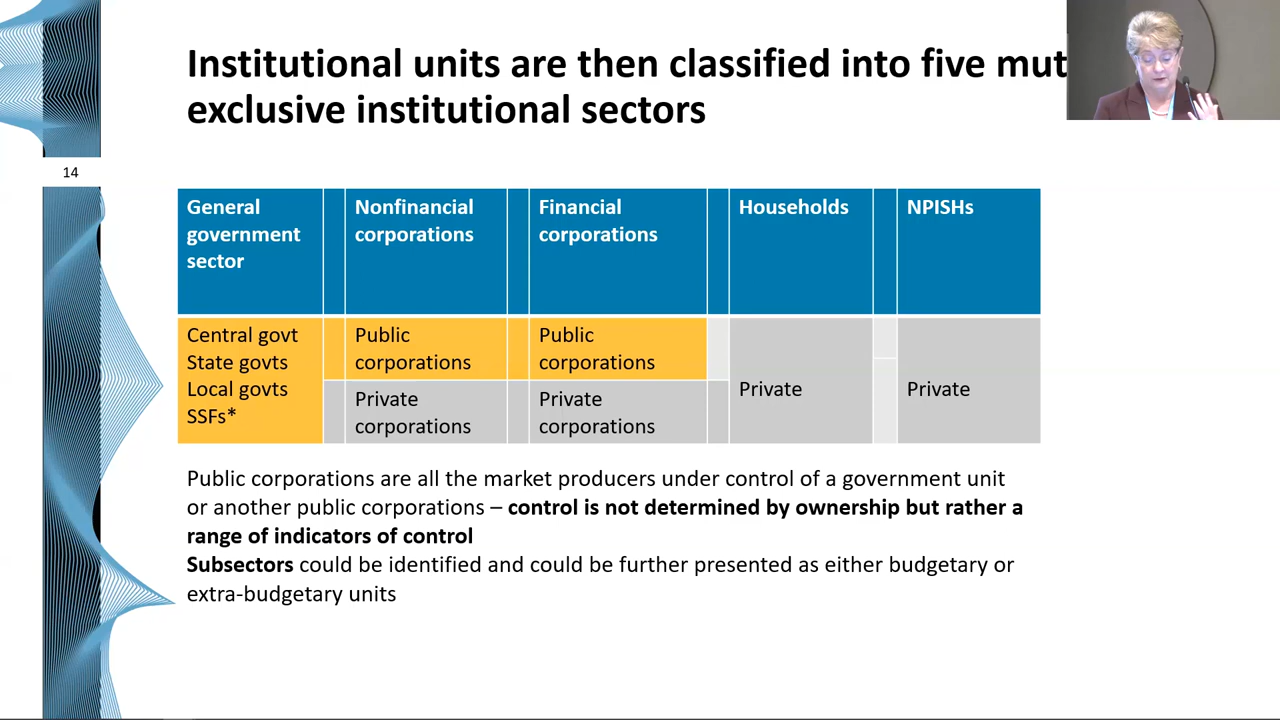 Institutional units are then classified into five
exclusive institutional sectors
14
General
government
sector
Nonfinancial
corporations
Financial
corporations
Households
NPISHs
Central govt
State govts
Local govts
SSFs*
Public
corporations
Public
corporations
Private
corporations
Private
corporations
Private
Private
Public corporations are all the market producers under control of a government unit
or another public corporations – control is not determined by ownership but rather a
range of indicators of control
Subsectors could be identified and could be further presented as either budgetary or
extra-budgetary units